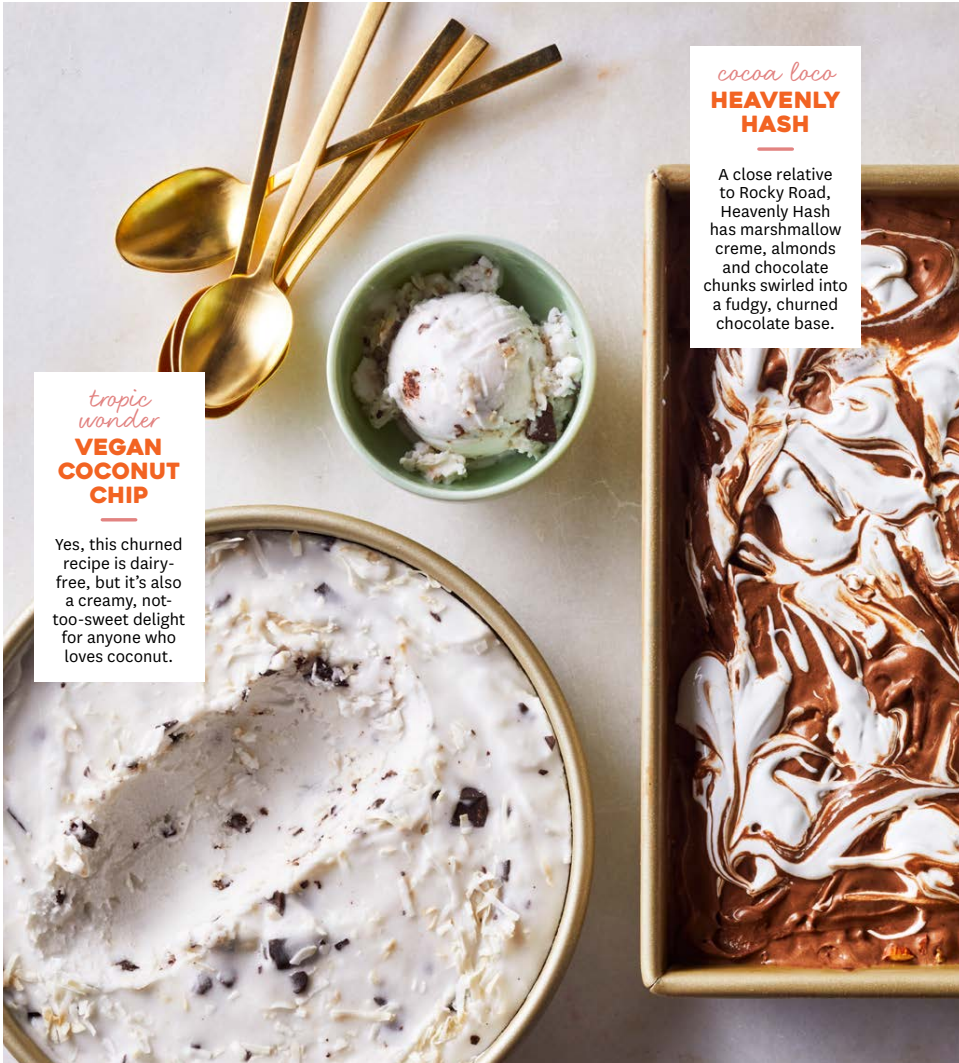 cocoa loco
HEAVENLY
HASH
A close relative
to Rocky Road,
Heavenly Hash
has marshmallow
creme, almonds
and chocolate
chunks swirled into
a fudgy, churned
chocolate base.
tropic
wonder
VEGAN
COCONUT
CHIP
Yes, this churned
recipe is dairy-
free, but it’s also
a creamy, not-
too-sweet delight
for anyone who
loves coconut.